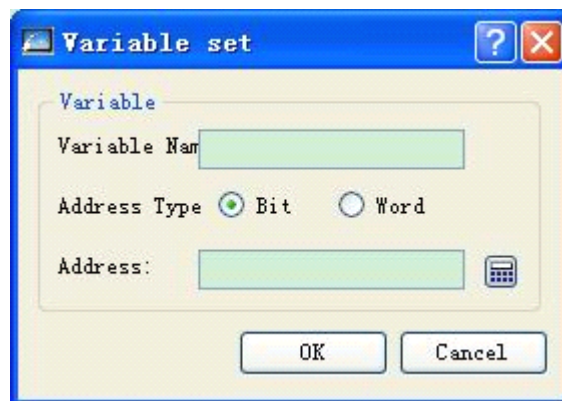 Variable set
Variable
Variable Nam
Address Type Bit Word
Address:
OK Cancel